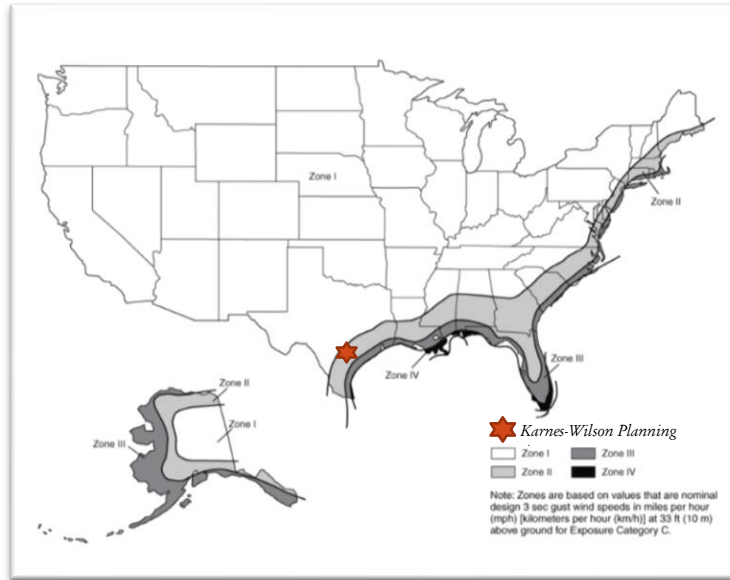 Zone I
Zone II
Zone III
Zone IV
Zone II
Zone I
Zone III
Karnes-Wilson Planning
Zone I
Zone III
Zone II
Zone IV
Note: Zones are based on values that are nominal
design 3 sec gust wind speeds in miles per hour
(mph) [kilometers per hour (km/h)] at 33 ft (10 m)
above ground for Exposure Category C.